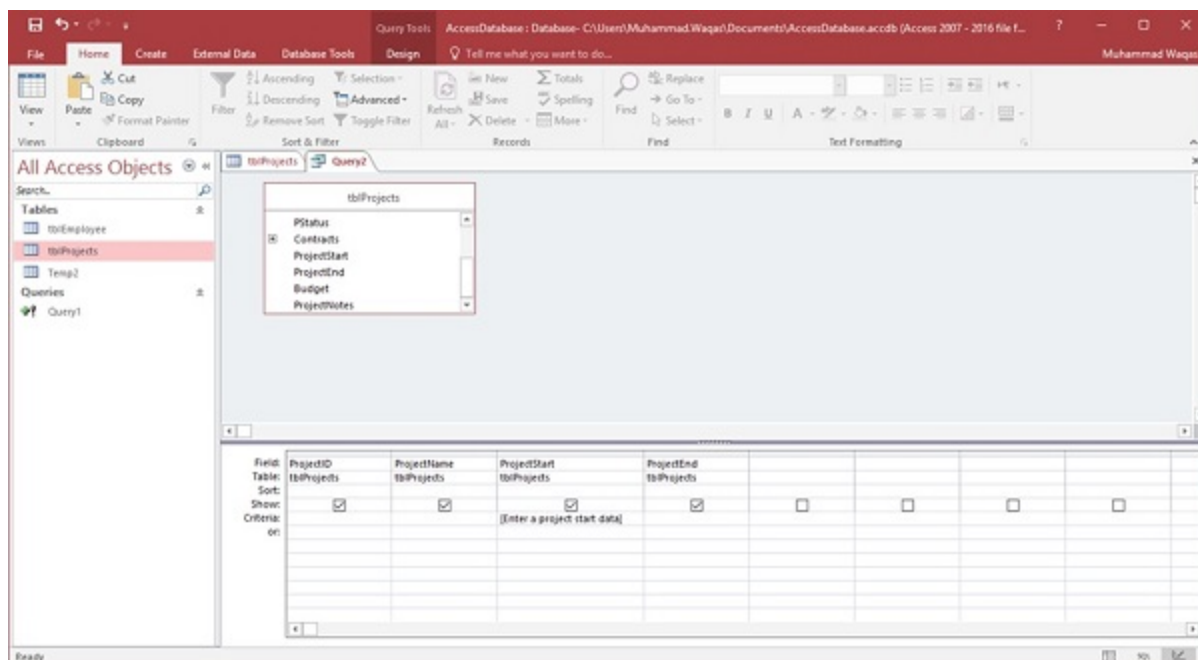 Query Tools AccessDatabase : Database- C:\Users\Muhammad.Waqas\Documents\AccessDatabase.accdb (Access 2007 - 2016 file f... ?
File Home Create External Data Database Tools Design Tell me what you want to do... Muhammad Waqas
View
Paste
Cut
Copy
Format Painter
Filter
Ascending
Descending
Remove Sort
Selection
Advanced
Toggle Filter
Refresh
All
New
Save
Delete
Totals
Spelling
More
Find
Replace
Go To
Select
B I U A
Views Clipboard Sort & Filter Records Find Text Formatting
All Access Objects
Search...
Tables
tblEmployee
tblProjects
Temp2
Queries
Query1
tblProjects Query2
tblProjects
PStatus
Contracts
ProjectStart
ProjectEnd
Budget
ProjectNotes
Field: ProjectID ProjectName ProjectStart ProjectEnd
Table: tblProjects tblProjects tblProjects tblProjects
Sort:
Show:
Criteria: [Enter a project start data]
or:
Ready SQL